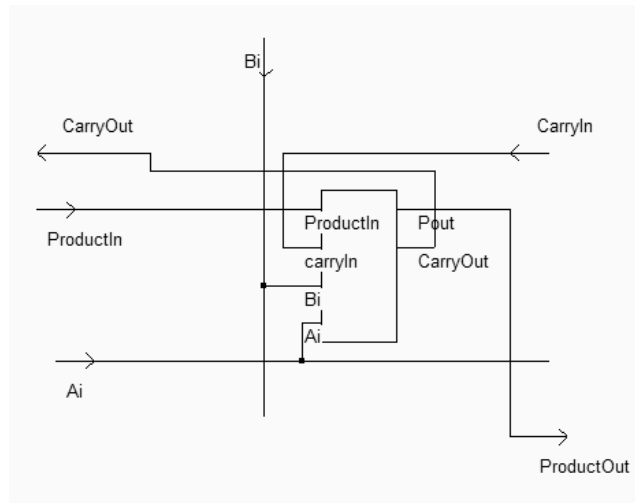 Bi
CarryOut
CarryIn
ProductIn
ProductIn
Pout
carryIn
CarryOut
Bi
Ai
Ai
ProductOut